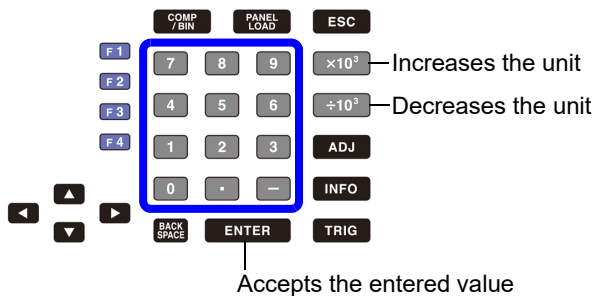 COMP
/ BIN
PANEL
LOAD
ESC
F 1
7 8 9
×10³
Increases the unit
F 2
F 3
4 5 6
÷10³
Decreases the unit
F 4
1 2 3
ADJ
0 . −
INFO
BACK
SPACE
ENTER
TRIG
Accepts the entered value